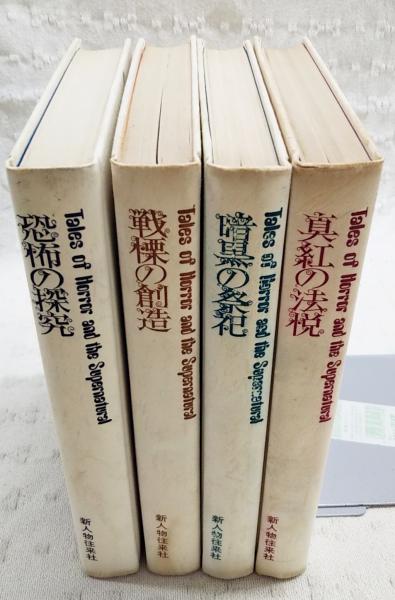 恐怖の探究
Tales of Horror and the Supernatural
新人物往来社
戦慄の創造
Tales of Horror and the Supernatural
新人物往来社
暗黒の祭祀
Tales of Horror and the Supernatural
新人物往来社
真紅の法悦
Tales of Horror and the Supernatural
新人物往来社